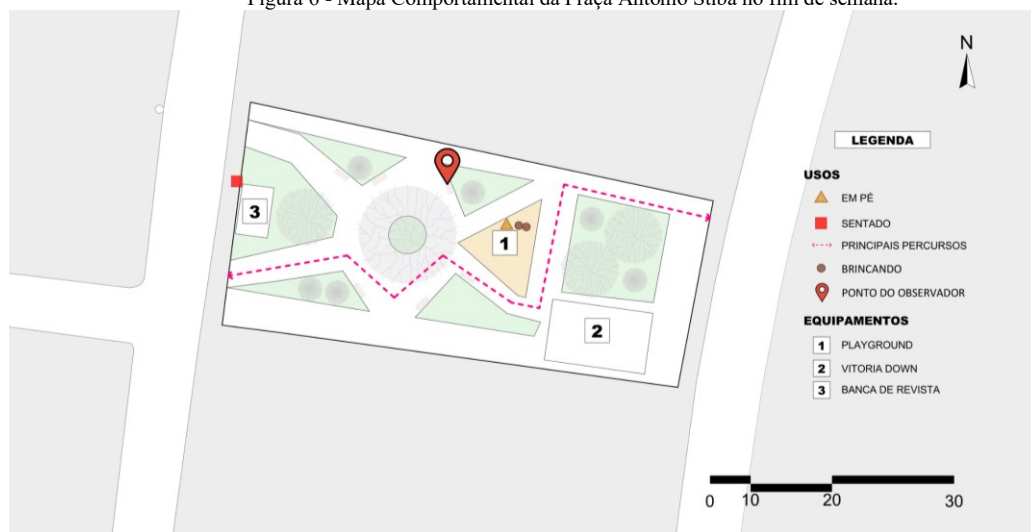 Figura 6 - Mapa Comportamental da Praça Antônio Stiba no fim de semana.
N
LEGENDA
USOS
EM PÉ
SENTADO
PRINCIPAIS PERCURSOS
BRINCANDO
PONTO DO OBSERVADOR
EQUIPAMENTOS
1 PLAYGROUND
2 VITORIA DOWN
3 BANCA DE REVISTA
3
1
2
0 10 20 30